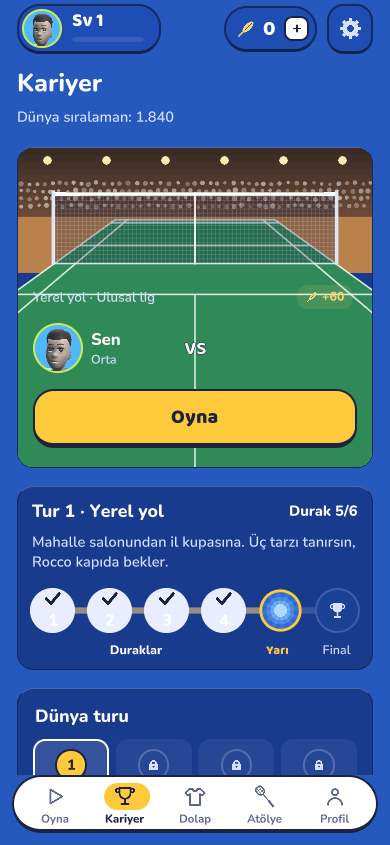 Sv 1
0
+
Kariyer
Dünya sıralaman: 1.840
Yerel yol · Ulusal lig
+60
Sen
Orta
VS
Oyna
Tur 1 · Yerel yol
Durak 5/6
Mahalle salonundan il kupasına. Üç tarzı tanırsın,
Rocco kapıda bekler.
1 2 3 4
Duraklar
Yarı
Final
Dünya turu
1
Oyna
Kariyer
Dolap
Atölye
Profil